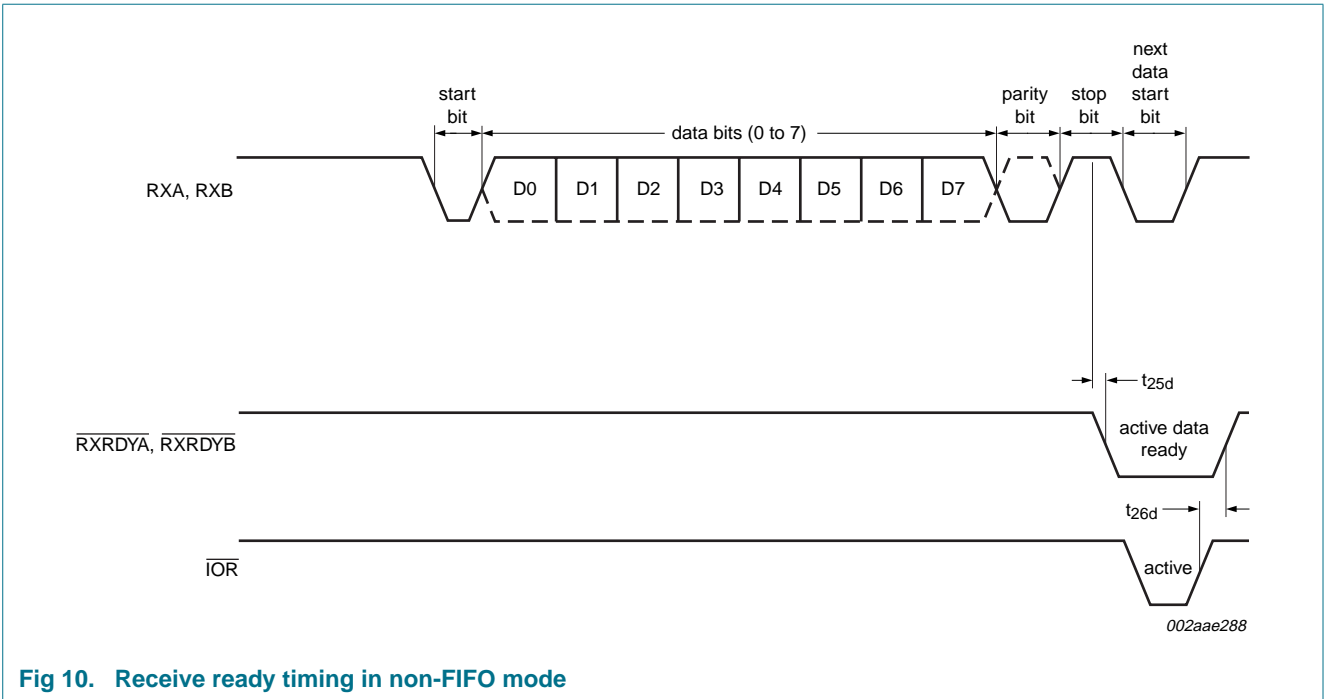 next
data
start
bit
start
bit
parity
bit
stop
bit
data bits (0 to 7)
RXA, RXB
D0 D1 D2 D3 D4 D5 D6 D7
t25d
RXRDYA, RXRDYB
active data
ready
t26d
IOR
active
002aae288
Fig 10. Receive ready timing in non-FIFO mode